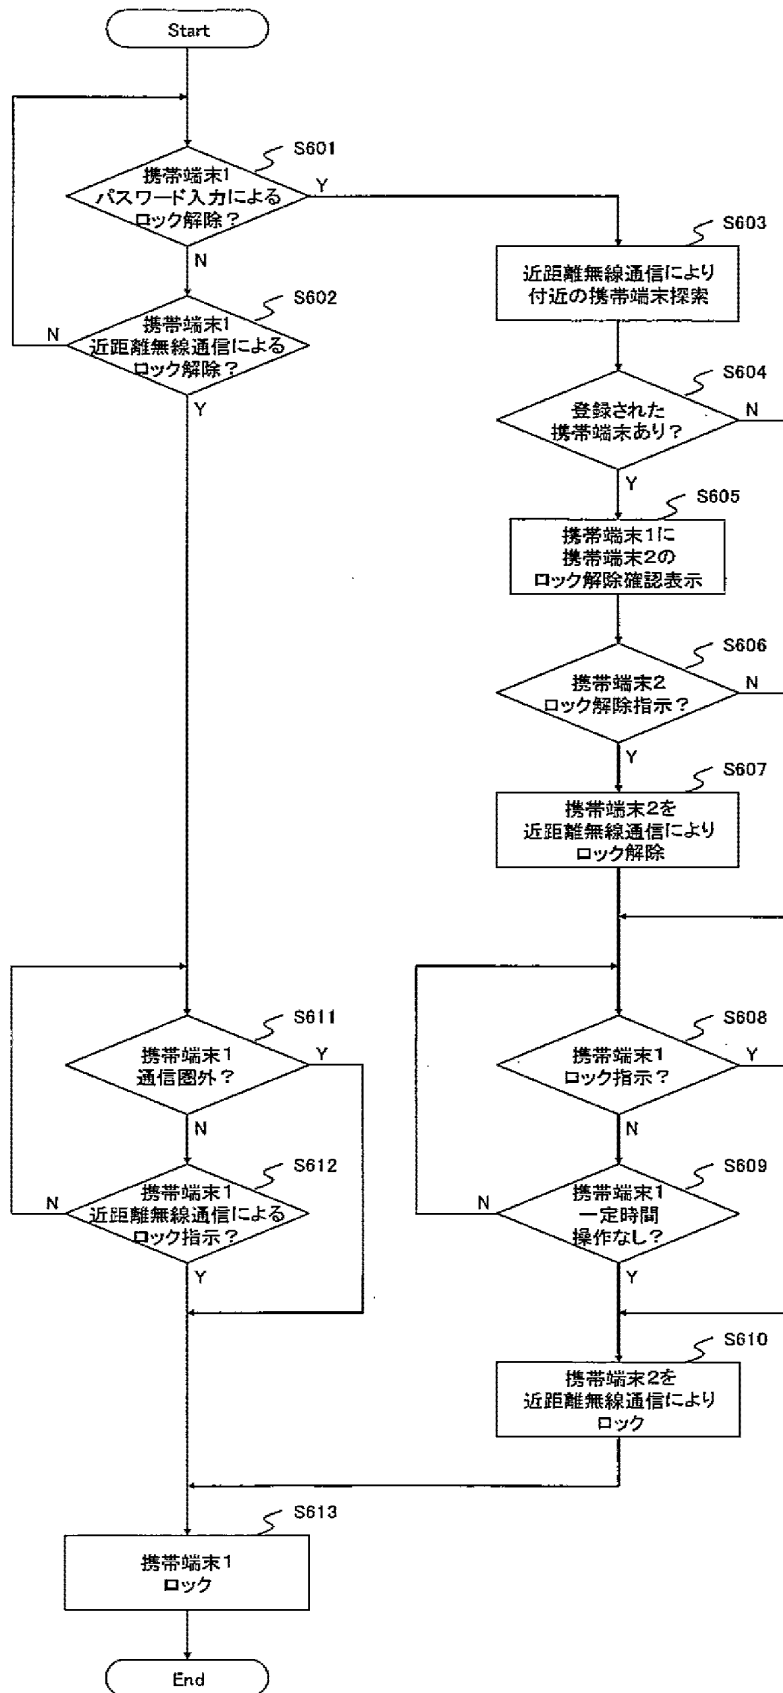 Start
S601
携帯端末1
パスワード入力による
ロック解除?
Y
N
S602
携帯端末1
近距離無線通信による
ロック解除?
N
Y
S603
近距離無線通信により
付近の携帯端末探索
S604
登録された
携帯端末あり?
N
Y
S605
携帯端末1に
携帯端末2の
ロック解除確認表示
S606
携帯端末2
ロック解除指示?
N
Y
S607
携帯端末2を
近距離無線通信により
ロック解除
S611
携帯端末1
通信圏外?
Y
N
S612
携帯端末1
近距離無線通信による
ロック指示?
N
Y
S608
携帯端末1
ロック指示?
Y
N
S609
携帯端末1
一定時間
操作なし?
N
Y
S610
携帯端末2を
近距離無線通信により
ロック
S613
携帯端末1
ロック
End